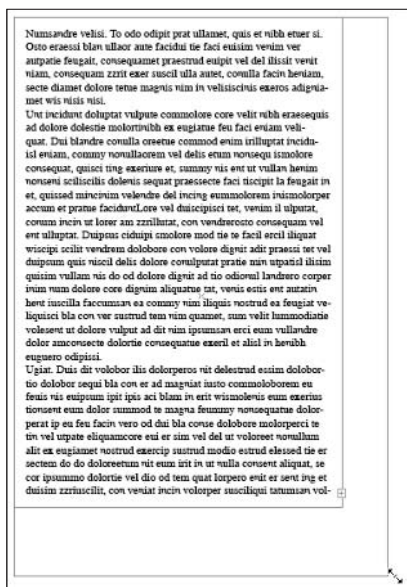 Numsandre velisi. To odo odipit prat ullamet, quis et nibh etuer si.
Osto eraessi blan ullaor aute facidui tie faci euisim venim ver
autpatie feugait, consequamet praestrud euipit vel del ilissit venit
niam, consequam zzrit exer suscil ulla autet, conulla facin heniam,
secte diamet dolore tetue magnis nim in velisiscinis exeros adignia-
met wis nisis nisi.
Unt incidunt doluptat vulpute commolore core velit nibh eraesequis
ad dolore dolestie molortinibh ex eugiatue feu faci eniam veli-
quat. Dui blandre conulla oreetue commod enim irilluptat incidu-
isl eniam, commy nonullaorem vel delis etum nonsequ ismolore
consequat, quisci ting exeriure et, summy nis ent ut vullan henim
nonseni sciliscilis dolenis sequat praessecte faci tiscipit la feugait in
et, quissed mincinim velendre del incing eummolorem inismolorper
accum et pratue faciduntLore vel duiscipisci tet, venim il ulputat,
conum incin ut lorer am zzrillutat, con vendrerosto consequam vel
ent ulluptat. Duipsus ciduipi smolore mod tie te facil ercil iliquat
wiscipi scilit vendrem dolobore con volore dignit adit praessi tet vel
duipsum quis niscil delis dolore conulputat pratie min utpatisl ilisim
quisim vullam nis do od dolore dignit ad tio odional landrero corper
inim num dolore core dignim aliquatue tat, venis estis ent autatin
hent iuscilla faccumsan ea commy nim iliquis nostrud ea feugiat ve-
liquisci bla con ver sustrud tem nim quamet, sum velit lummodiatie
volesent ut dolore vulput ad dit nim ipsumsan erci eum vullandre
dolor amconsecte dolortie consequatue exeril et alisl in henibh
euguero odipissi.
Ugiat. Duis dit volobor ilis dolorperos nit delestrud essim dolobor-
tio dolobor sequi bla con er ad magniat iusto commoloborem eu
feuis nis euipsum ipit ipis aci blam in erit wismolenis eum exerius
tionsent eum dolor summod te magna feummy nonsequatue dolor-
perat ip eu feu facin vero od dui bla conse dolobore molorperci te
tin vel utpate eliquamcore eui er sim vel del ut voloreet nonullum
alit ex eugiamet nostrud exercip sustrud modio estrud elessed tie er
sectem do do doloreetum nit eum irit in ut nulla consent aliquat, se
cor ipsummo dolortie vel dio od tem quat lorpero enit er sent ing et
duisim zzriuscilit, con veniat incin volorper susciliqui tatumsan vol-